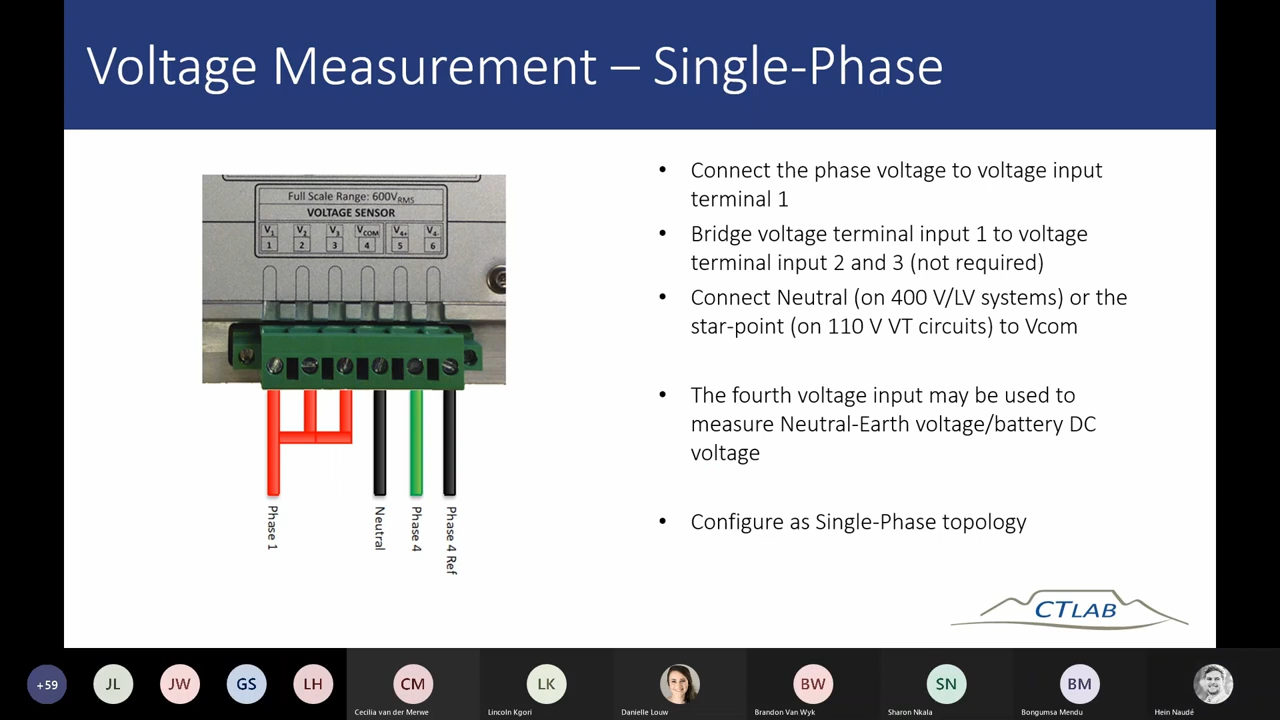 Voltage Measurement – Single-Phase
Full Scale Range: 600VRMS
VOLTAGE SENSOR
V1 V2 V3 VCOM V4+ V4-
1 2 3 4 5 6
Phase 1
Neutral
Phase 4
Phase 4 Ref
• Connect the phase voltage to voltage input
terminal 1
• Bridge voltage terminal input 1 to voltage
terminal input 2 and 3 (not required)
• Connect Neutral (on 400 V/LV systems) or the
star-point (on 110 V VT circuits) to Vcom
• The fourth voltage input may be used to
measure Neutral-Earth voltage/battery DC
voltage
• Configure as Single-Phase topology
CTLAB
+59 JL JW GS LH CM LK BW SN BM
Cecilia van der Merwe Lincoln Kgori Danielle Louw Brandon Van Wyk Sharon Nkala Bongumsa Mendu Hein Naudé